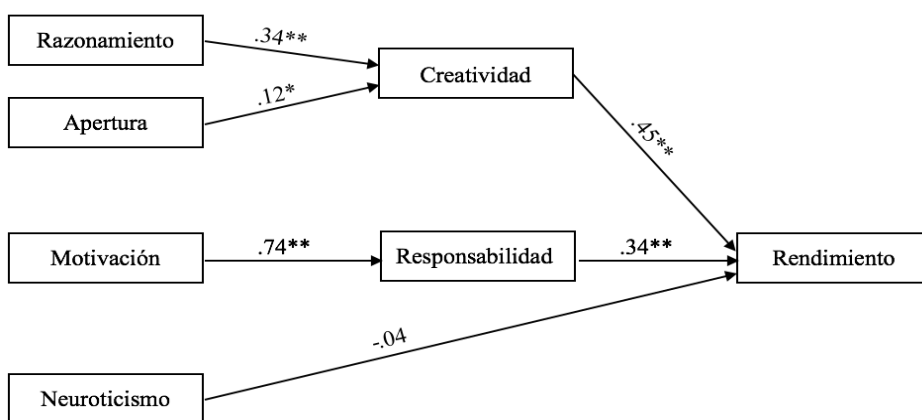 Razonamiento
.34**
Creatividad
.12*
Apertura
.45**
Motivación
.74**
Responsabilidad
.34**
Rendimiento
-.04
Neuroticismo